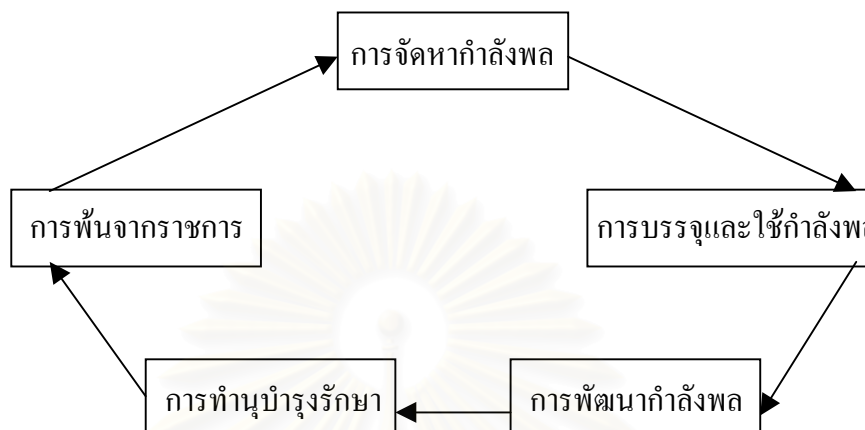 การจัดหากำลังพล
การพ้นจากราชการ
การบรรจุและใช้กำลังพล
การทำนุบำรุงรักษา
การพัฒนากำลังพล